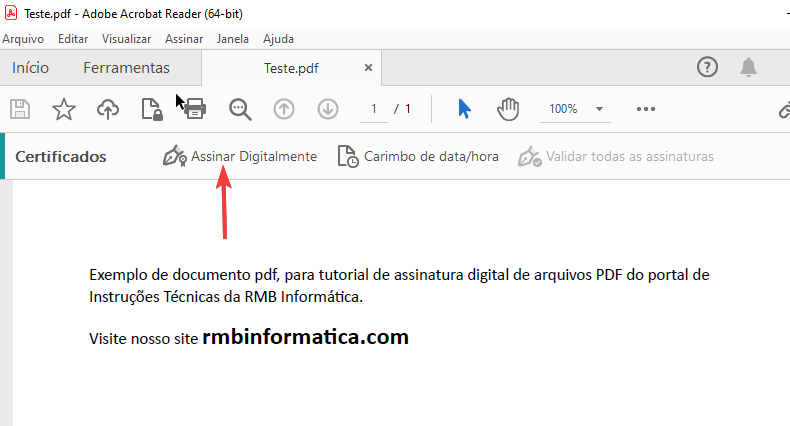 Teste.pdf - Adobe Acrobat Reader (64-bit)
Arquivo Editar Visualizar Assinar Janela Ajuda
Início Ferramentas Teste.pdf ×
1 / 1 100%
Certificados Assinar Digitalmente Carimbo de data/hora Validar todas as assinaturas
Exemplo de documento pdf, para tutorial de assinatura digital de arquivos PDF do portal de
Instruções Técnicas da RMB Informática.
Visite nosso site rmbinformatica.com